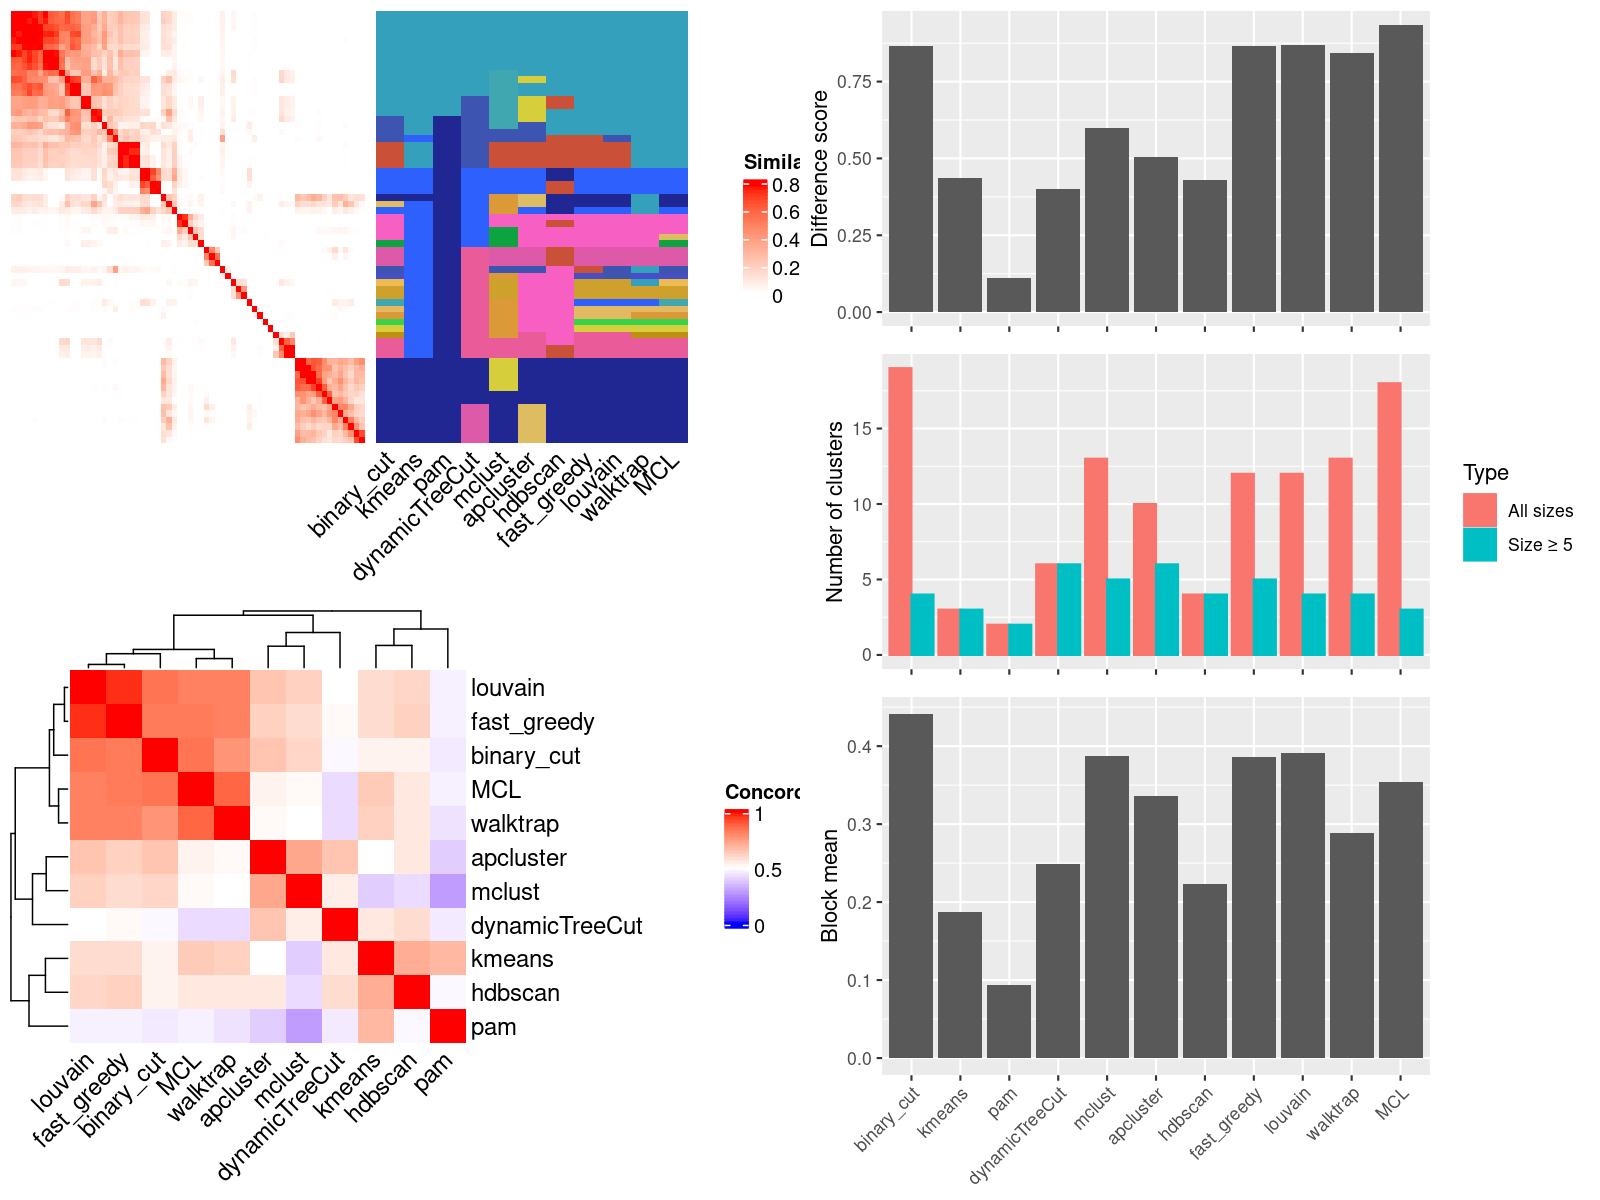 Simila
0.8
0.6
0.4
0.2
0
binary_cut
kmeans
pam
dynamicTreeCut
mclust
apcluster
hdbscan
fast_greedy
louvain
walktrap
MCL
Difference score
0.75
0.50
0.25
0.00
Number of clusters
15
10
5
0
Type
All sizes
Size ≥ 5
louvain
fast_greedy
binary_cut
MCL
walktrap
apcluster
mclust
dynamicTreeCut
kmeans
hdbscan
pam
louvain
fast_greedy
binary_cut
MCL
walktrap
apcluster
mclust
dynamicTreeCut
kmeans
hdbscan
pam
Concord
1
0.5
0
Block mean
0.4
0.3
0.2
0.1
0.0
binary_cut
kmeans
pam
dynamicTreeCut
mclust
apcluster
hdbscan
fast_greedy
louvain
walktrap
MCL